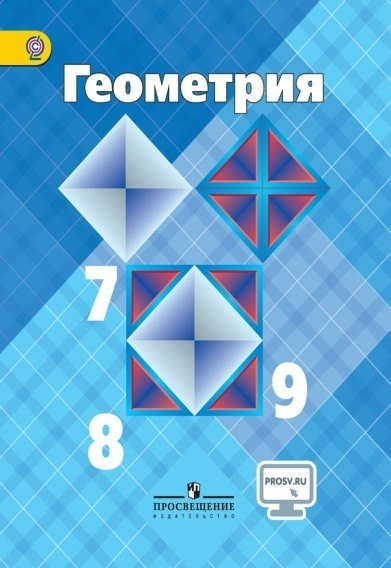 Геометрия
7
8
9
PROSV.RU
ПРОСВЕЩЕНИЕ
ИЗДАТЕЛЬСТВО